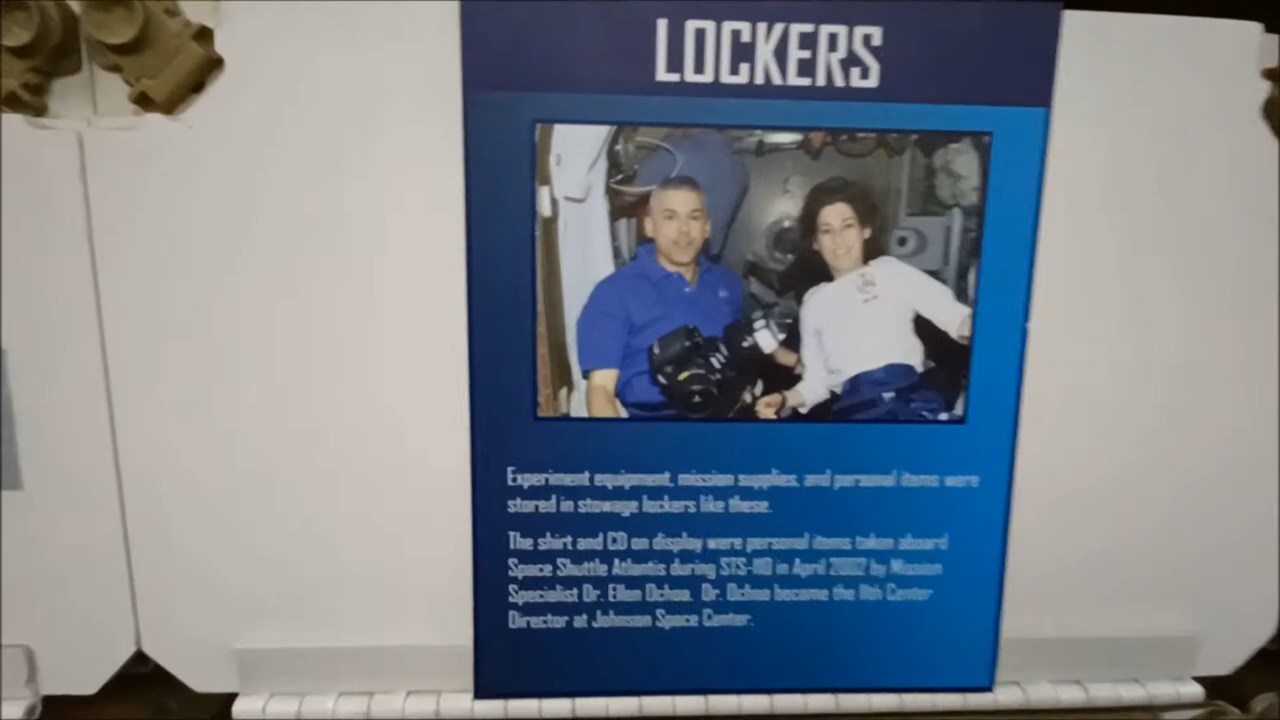 LOCKERS
Experiment equipment, mission supplies, and personal items were
stored in stowage lockers like these.
The shirt and CD on display were personal items taken aboard
Space Shuttle Atlantis during STS-110 in April 2002 by Mission
Specialist Dr. Ellen Ochoa. Dr. Ochoa became the 11th Center
Director at Johnson Space Center.